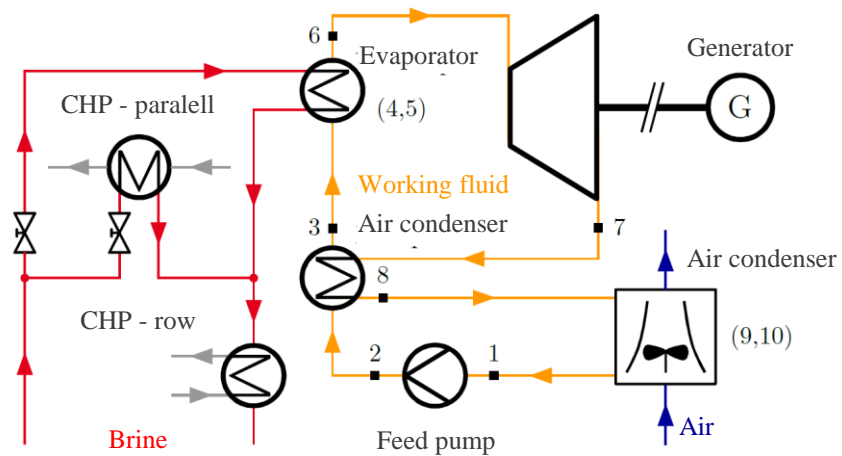 6
Evaporator
Generator
CHP - paralell
(4,5)
G
Working fluid
3
Air condenser
7
8
Air condenser
CHP - row
(9,10)
2
1
Brine
Feed pump
Air